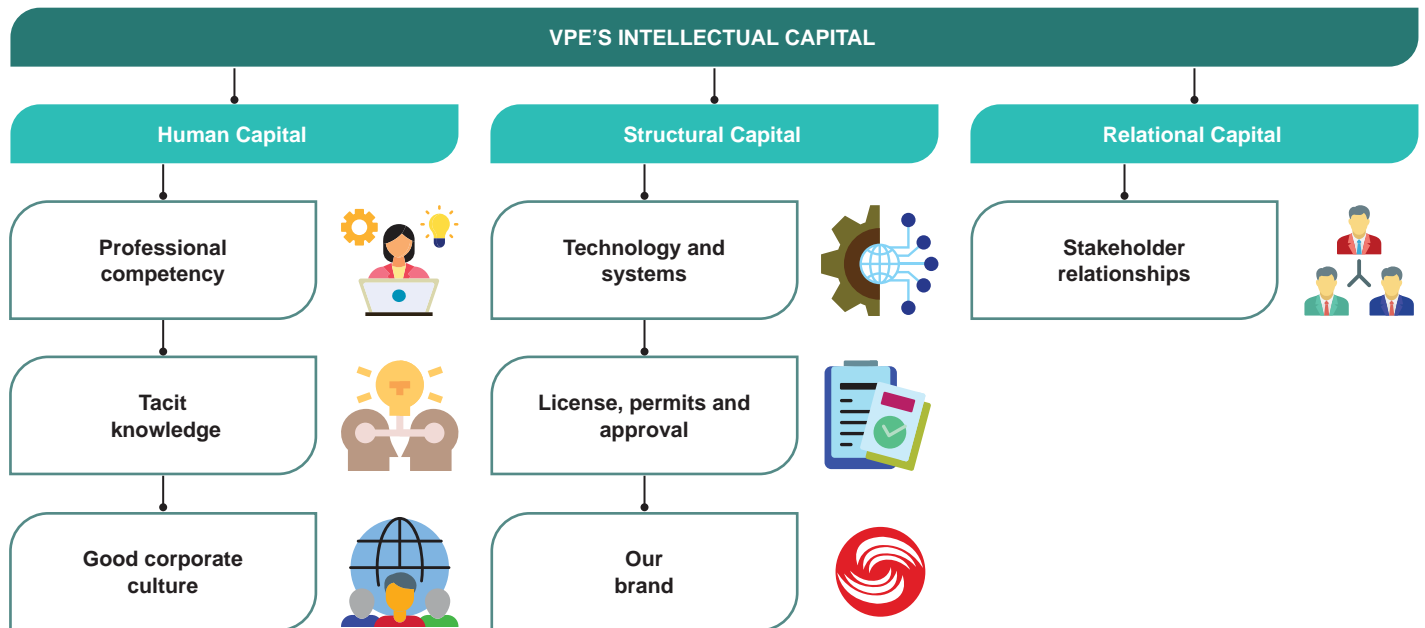 VPE’S INTELLECTUAL CAPITAL
Human Capital
Professional
competency
Tacit
knowledge
Good corporate
culture
Structural Capital
Technology and
systems
License, permits and
approval
Our
brand
Relational Capital
Stakeholder
relationships